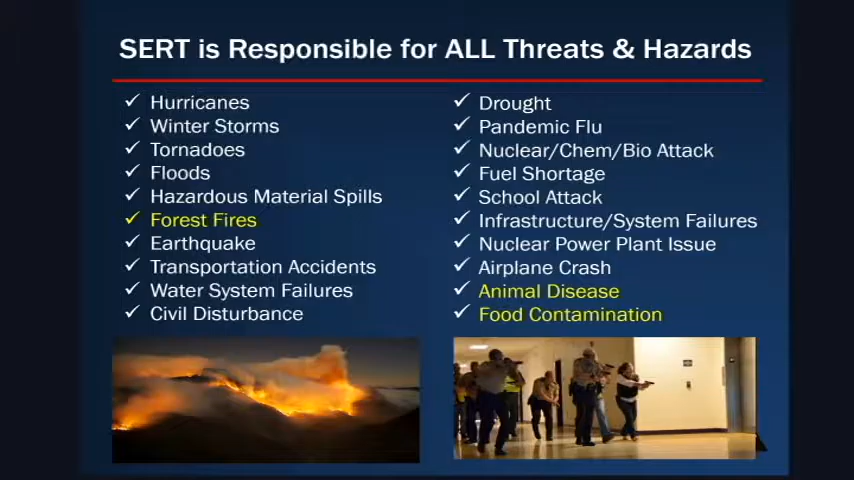 SERT is Responsible for ALL Threats & Hazards
✓ Hurricanes
✓ Winter Storms
✓ Tornadoes
✓ Floods
✓ Hazardous Material Spills
✓ Forest Fires
✓ Earthquake
✓ Transportation Accidents
✓ Water System Failures
✓ Civil Disturbance
✓ Drought
✓ Pandemic Flu
✓ Nuclear/Chem/Bio Attack
✓ Fuel Shortage
✓ School Attack
✓ Infrastructure/System Failures
✓ Nuclear Power Plant Issue
✓ Airplane Crash
✓ Animal Disease
✓ Food Contamination